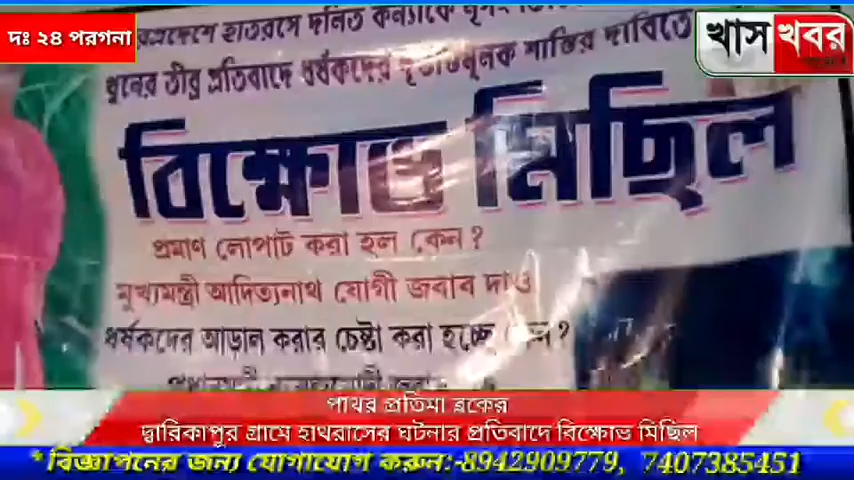 দঃ ২৪ পরগনা
খাস খবর
হাতরসে দলিত কন্যাকে
খুনের তীব্র প্রতিবাদে ধর্ষকদের দৃষ্টান্তমূলক শাস্তির দাবিতে
বিক্ষোভ মিছিল
প্রমাণ লোপাট করা হল কেন?
মুখ্যমন্ত্রী আদিত্যনাথ যোগী জবাব দাও
ধর্ষকদের আড়াল করার চেষ্টা করা হচ্ছে কেন?
পাথর প্রতিমা ব্লকের
দ্বারিকাপুর গ্রামে হাথরাসের ঘটনার প্রতিবাদে বিক্ষোভ মিছিল
*বিজ্ঞাপনের জন্য যোগাযোগ করুন:-8942909779, 7407385451